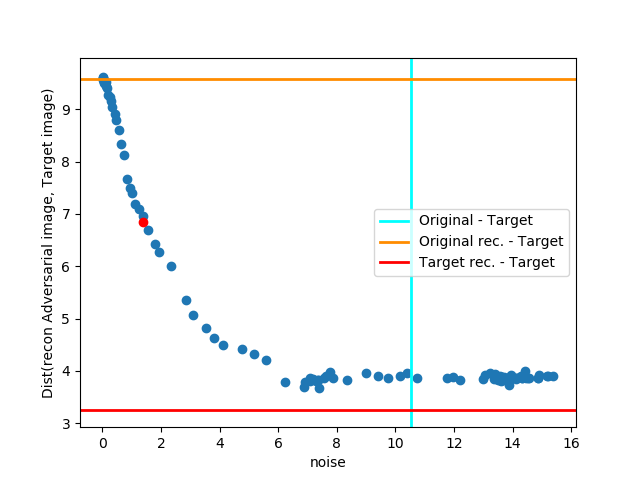 9
8
7
6
5
4
3
Dist(recon Adversarial image, Target image)
Original - Target
Original rec. - Target
Target rec. - Target
0 2 4 6 8 10 12 14 16
noise